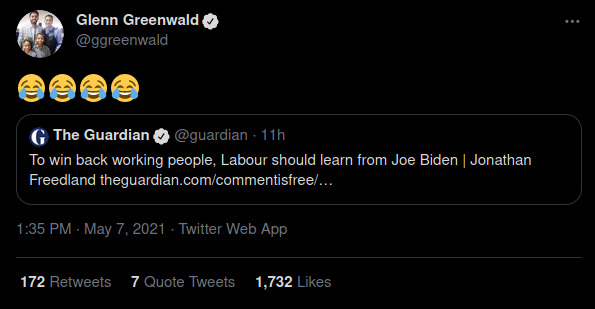 Glenn Greenwald
@ggreenwald
😂😂😂😂
The Guardian @guardian · 11h
To win back working people, Labour should learn from Joe Biden | Jonathan
Freedland theguardian.com/commentisfree/…
1:35 PM · May 7, 2021 · Twitter Web App
172 Retweets 7 Quote Tweets 1,732 Likes